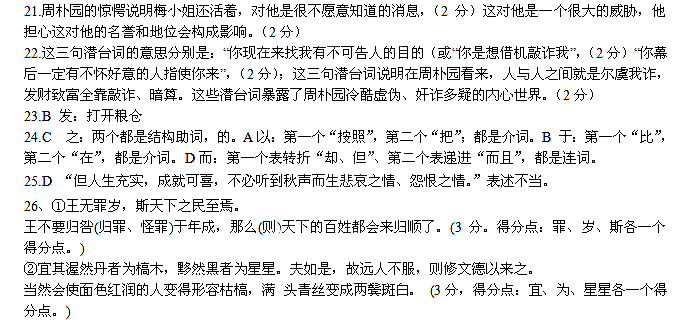 21.周朴园的惊愕说明梅小姐还活着，对他是很不愿意知道的消息，（2 分）这对他是一个很大的威胁，他
担心这对他的名誉和地位会构成影响。（2 分）
22.这三句潜台词的意思分别是：“你现在来找我有不可告人的目的（或“你是想借机敲诈我”，（2 分）“你幕
后一定有不怀好意的人指使你来”，（2 分）；这三句潜台词说明在周朴园看来，人与人之间就是尔虞我诈，
发财致富全靠敲诈、暗算。这些潜台词暴露了周朴园冷酷虚伪、奸诈多疑的内心世界。（2 分）
23.B 发：打开粮仓
24.C 之：两个都是结构助词，的。A以：第一个“按照”，第二个“把”；都是介词。B 于：第一个“比”，
第二个“在”，都是介词。D而：第一个表转折“却、但”、第二个表递进“而且”，都是连词。
25.D “但人生充实，成就可喜，不必听到秋声而生悲哀之情、怨恨之情。”表述不当。
26、①王无罪岁，斯天下之民至焉。
王不要归咎(归罪、怪罪)于年成，那么(则)天下的百姓都会来归顺了。(3 分。得分点：罪、岁、斯各一个
得分点。)
②宜其渥然丹者为槁木，黟然黑者为星星。夫如是，故远人不服，则修文德以来之。
当然会使面色红润的人变得形容枯槁，满 头青丝变成两鬓斑白。 (3分，得分点：宜、为、星星各一个得
分点。)